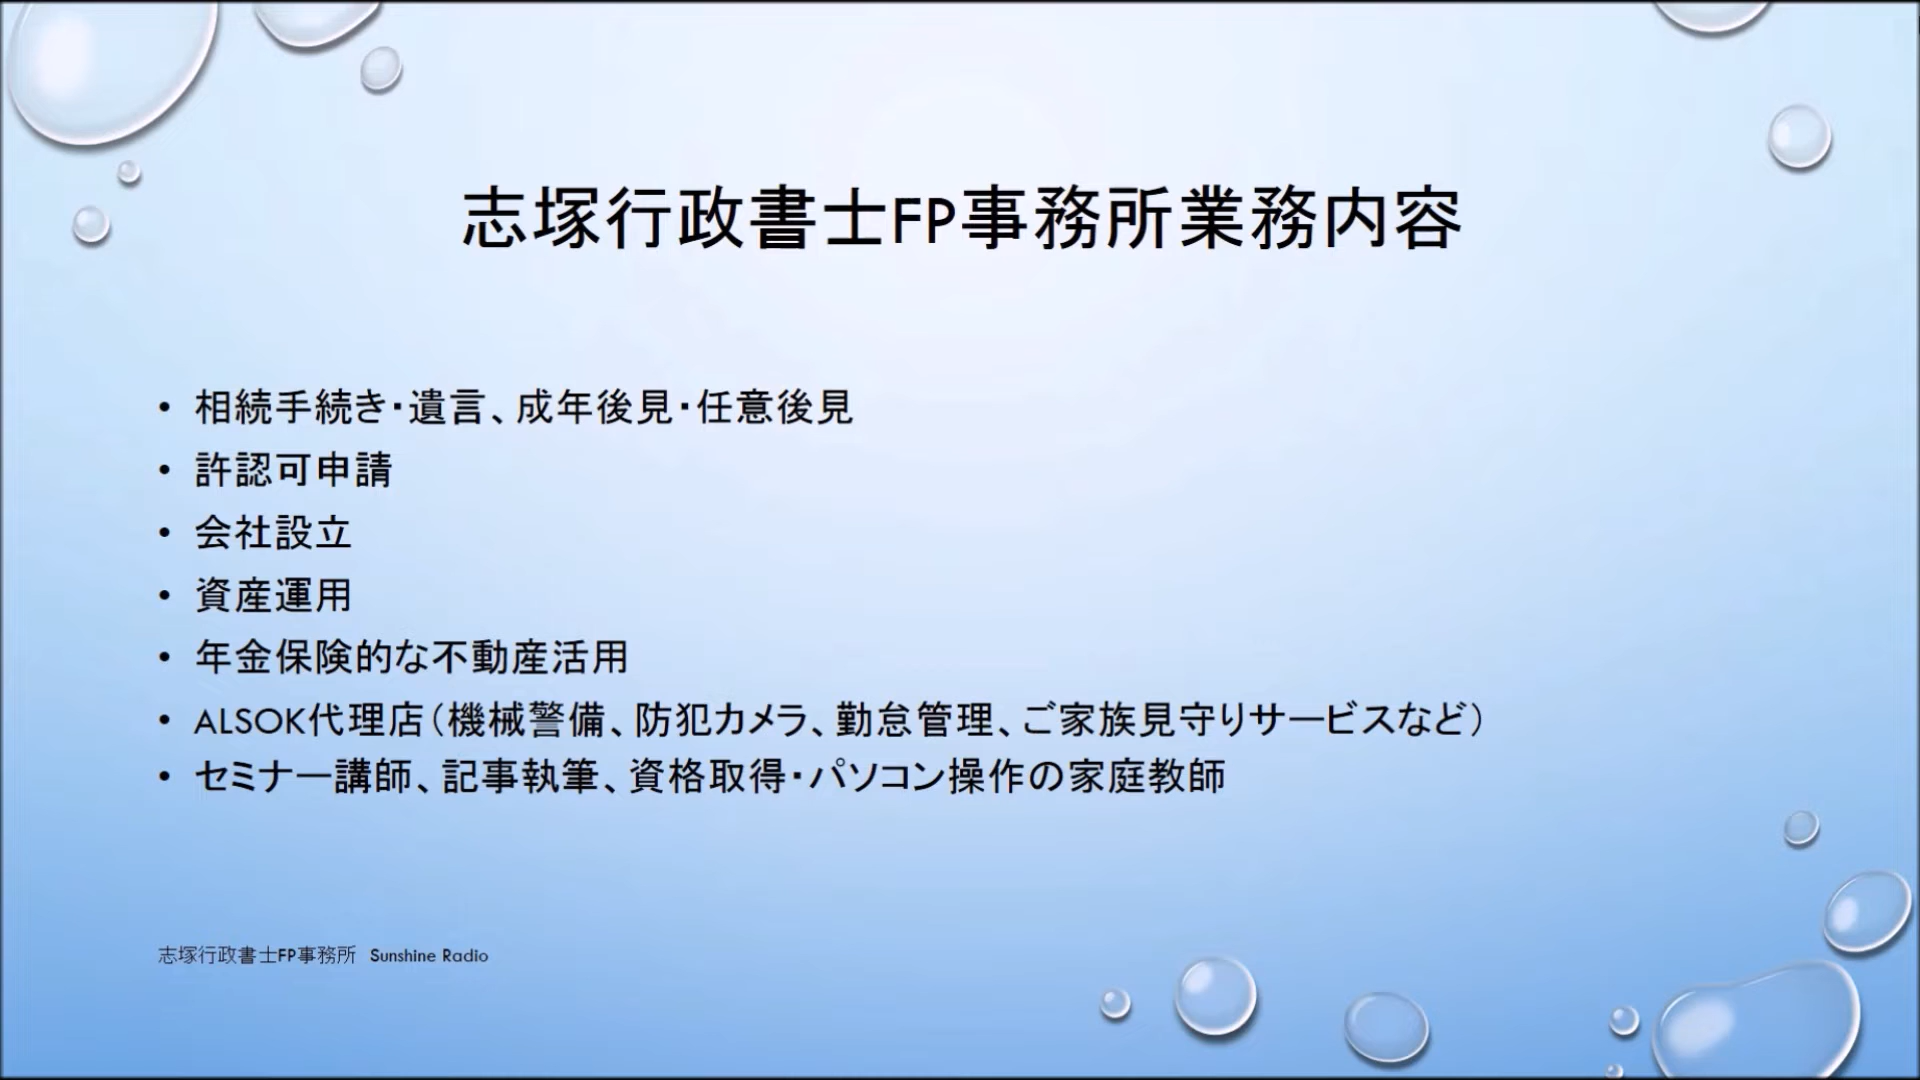 志塚行政書士FP事務所業務内容
• 相続手続き・遺言、成年後見・任意後見
• 許認可申請
• 会社設立
• 資産運用
• 年金保険的な不動産活用
• ALSOK代理店（機械警備、防犯カメラ、勤怠管理、ご家族見守りサービスなど）
• セミナー講師、記事執筆、資格取得・パソコン操作の家庭教師
志塚行政書士FP事務所 Sunshine Radio